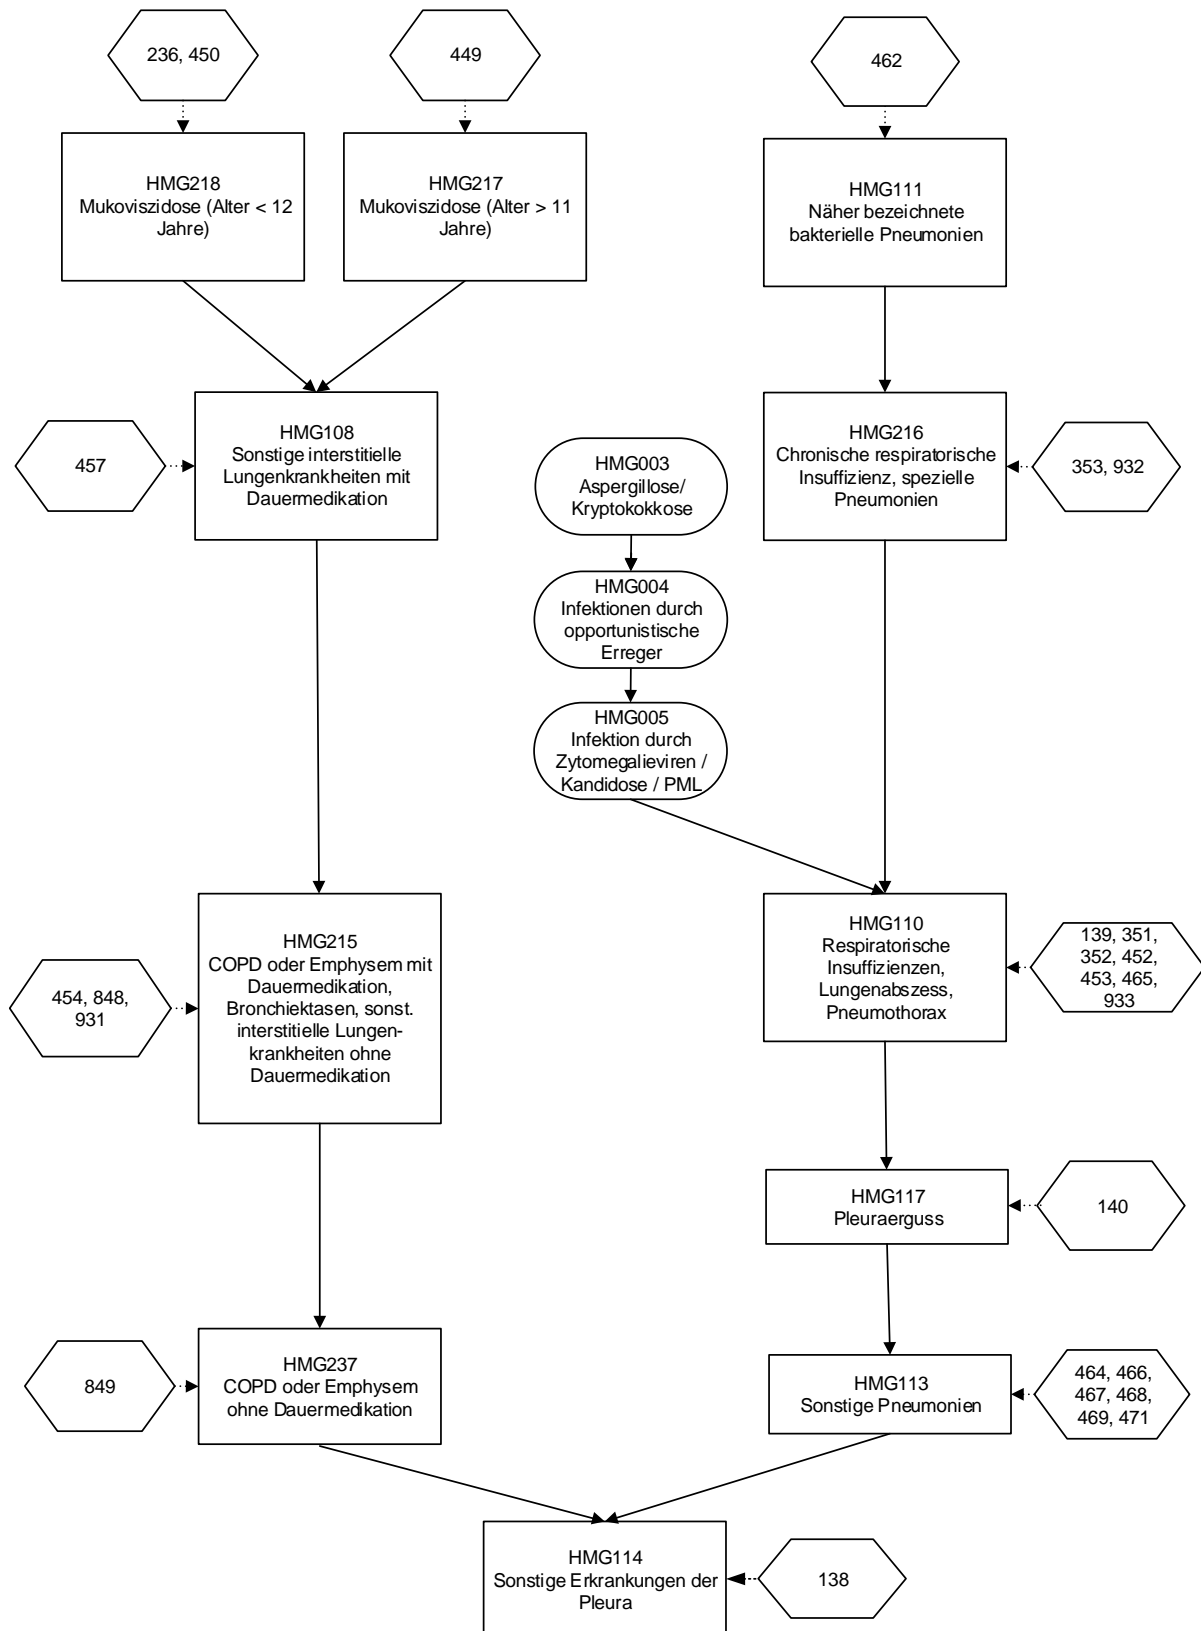 236, 450
449
462
HMG218
Mukoviszidose (Alter < 12
Jahre)
HMG217
Mukoviszidose (Alter > 11
Jahre)
HMG111
Näher bezeichnete
bakterielle Pneumonien
457
HMG108
Sonstige interstitielle
Lungenkrankheiten mit
Dauermedikation
HMG003
Aspergillose/
Kryptokokkose
HMG216
Chronische respiratorische
Insuffizienz, spezielle
Pneumonien
353, 932
HMG004
Infektionen durch
opportunistische
Erreger
HMG005
Infektion durch
Zytomegalieviren /
Kandidose / PML
454, 848,
931
HMG215
COPD oder Emphysem mit
Dauermedikation,
Bronchiektasen, sonst.
interstitielle Lungen-
krankheiten ohne
Dauermedikation
HMG110
Respiratorische
Insuffizienzen,
Lungenabszess,
Pneumothorax
139, 351,
352, 452,
453, 465,
933
HMG117
Pleuraerguss
140
849
HMG237
COPD oder Emphysem
ohne Dauermedikation
HMG113
Sonstige Pneumonien
464, 466,
467, 468,
469, 471
HMG114
Sonstige Erkrankungen der
Pleura
138